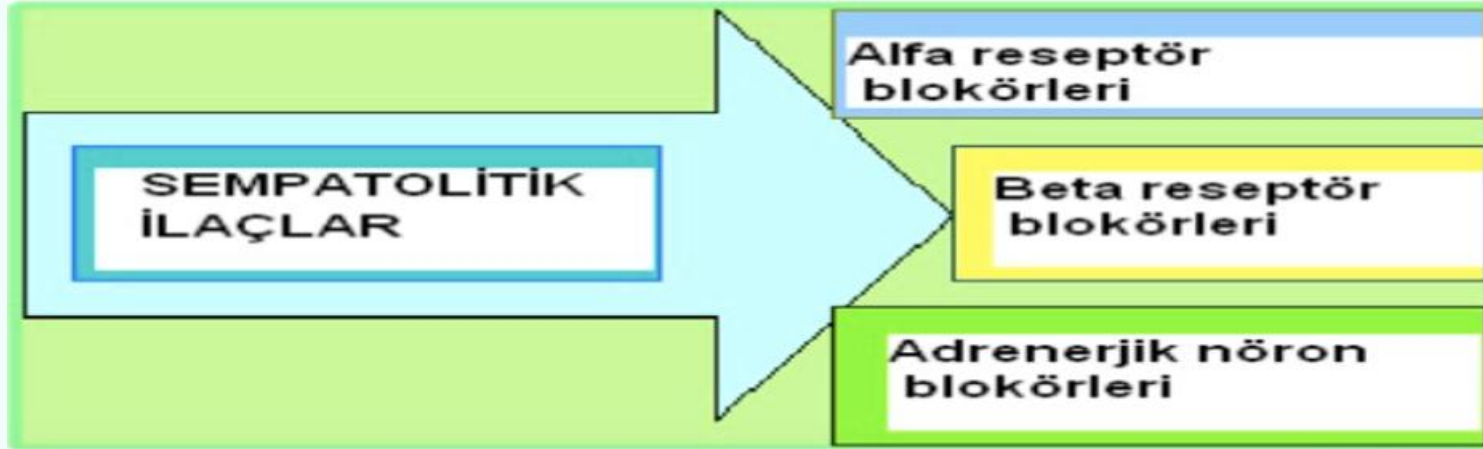 SEMPATOLİTİK
İLAÇLAR
Alfa reseptör
blokörleri
Beta reseptör
blokörleri
Adrenerjik nöron
blokörleri